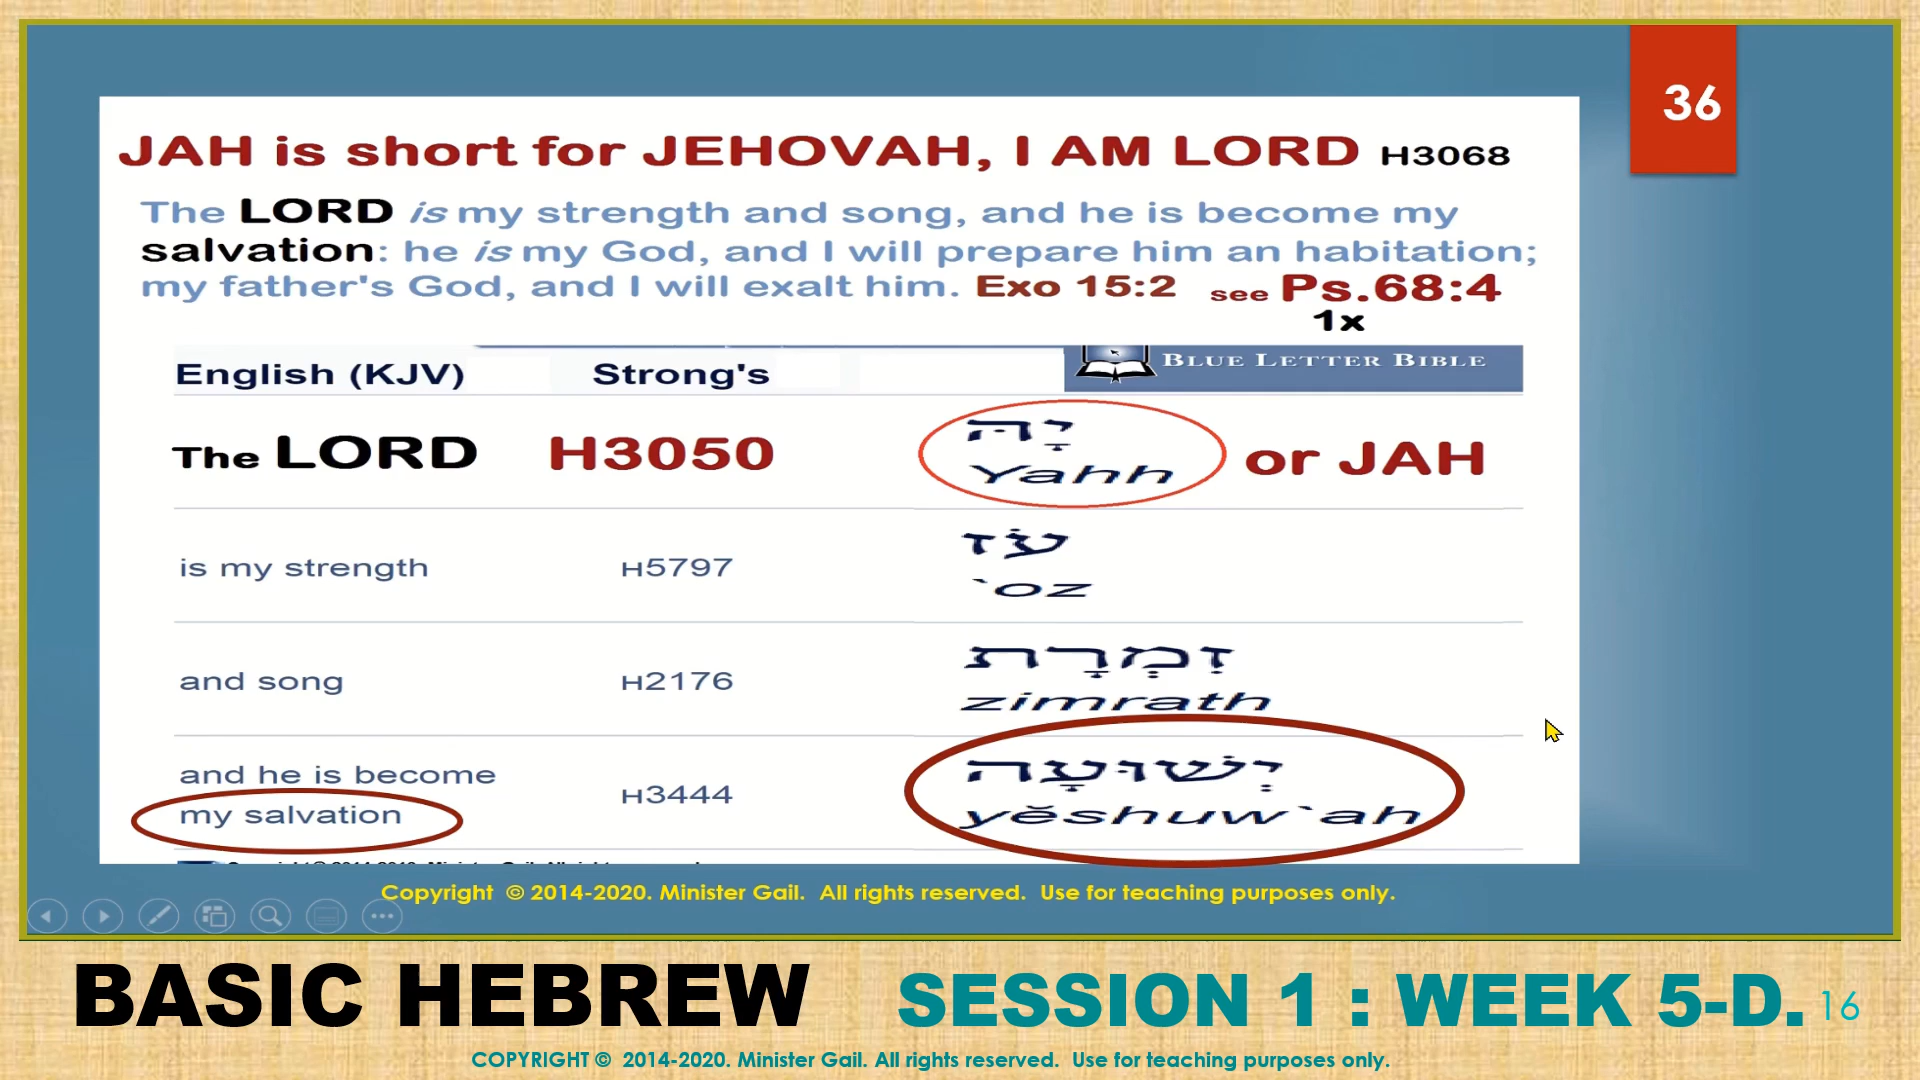 36
JAH is short for JEHOVAH, I AM LORD H3068
The LORD is my strength and song, and he is become my
salvation: he is my God, and I will prepare him an habitation;
my father's God, and I will exalt him. Exo 15:2 see Ps.68:4
1x
English (KJV) Strong's BLUE LETTER BIBLE
The LORD H3050 יָהּ or JAH
Yahh
is my strength H5797 עֹז
`oz
and song H2176 זִמְרָת
zimrath
and he is become
my salvation H3444 יְשׁוּעָה
yĕshuw`ah
Copyright © 2014-2020. Minister Gail. All rights reserved. Use for teaching purposes only.
BASIC HEBREW SESSION 1 : WEEK 5-D. 16
COPYRIGHT © 2014-2020. Minister Gail. All rights reserved. Use for teaching purposes only.